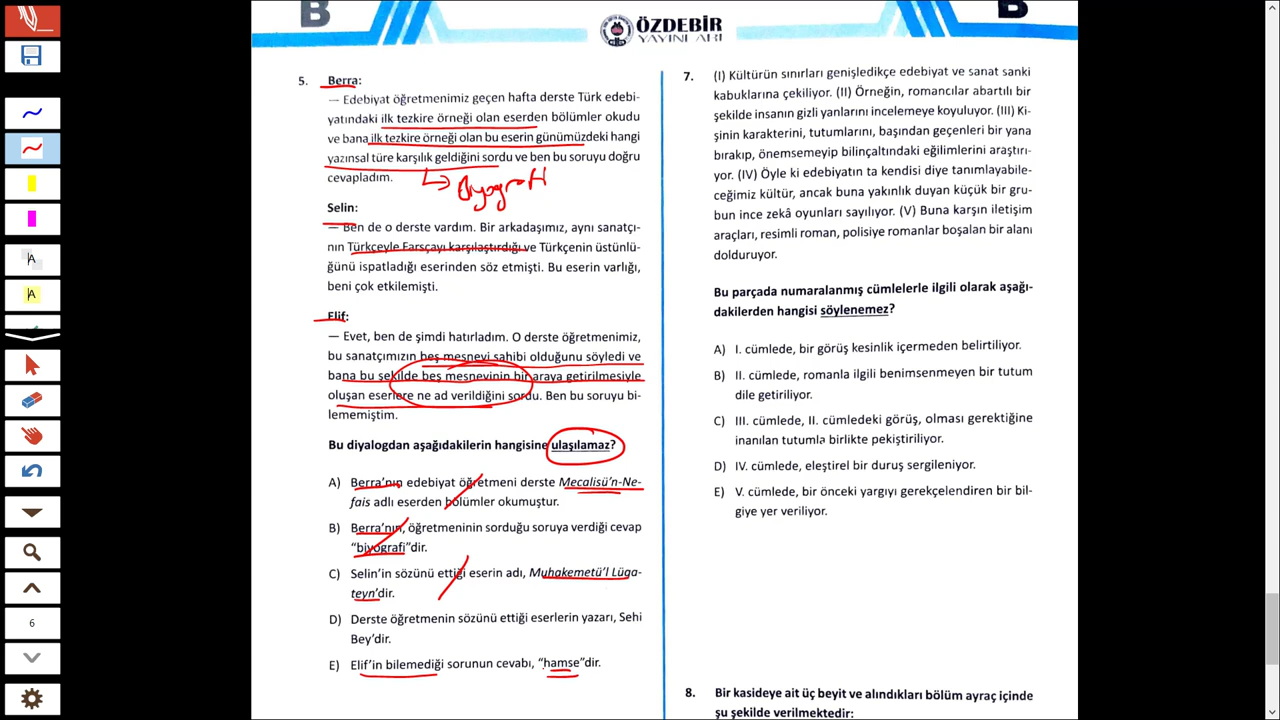 B
ÖZDEBİR
YAYINLARI
B
5. Berra:
— Edebiyat öğretmenimiz geçen hafta derste Türk edebi-
yatındaki ilk tezkire örneği olan eserden bölümler okudu
ve bana ilk tezkire örneği olan bu eserin günümüzdeki hangi
yazınsal türe karşılık geldiğini sordu ve ben bu soruyu doğru
cevapladım.
Biyografi
Selin:
— Ben de o derste vardım. Bir arkadaşımız, aynı sanatçı-
nın Türkçeyle Farsçayı karşılaştırdığı ve Türkçenin üstünlü-
ğünü ispatladığı eserinden söz etmişti. Bu eserin varlığı,
beni çok etkilemişti.
Elif:
— Evet, ben de şimdi hatırladım. O derste öğretmenimiz,
bu sanatçımızın beş mesnevi sahibi olduğunu söyledi ve
bana bu şekilde beş mesnevinin bir araya getirilmesiyle
oluşan eserlere ne ad verildiğini sordu. Ben bu soruyu bi-
lememiştim.
Bu diyalogdan aşağıdakilerin hangisine ulaşılamaz?
A) Berra’nın edebiyat öğretmeni derste Mecalisü’n-Ne-
fais adlı eserden bölümler okumuştur.
B) Berra’nın, öğretmeninin sorduğu soruya verdiği cevap
“biyografi”dir.
C) Selin’in sözünü ettiği eserin adı, Muhakemetü’l Lüga-
teyn’dir.
D) Derste öğretmenin sözünü ettiği eserlerin yazarı, Sehi
Bey’dir.
E) Elif’in bilemediği sorunun cevabı, “hamse”dir.
7. (I) Kültürün sınırları genişledikçe edebiyat ve sanat sanki
kabuklarına çekiliyor. (II) Örneğin, romancılar abartılı bir
şekilde insanın gizli yanlarını incelemeye koyuluyor. (III) Ki-
şinin karakterini, tutumlarını, başından geçenleri bir yana
bırakıp, önemsemeyip bilinçaltındaki eğilimlerini araştırı-
yor. (IV) Öyle ki edebiyatın ta kendisi diye tanımlayabile-
ceğimiz kültür, ancak buna yakınlık duyan küçük bir gru-
bun ince zekâ oyunları sayılıyor. (V) Buna karşın iletişim
araçları, resimli roman, polisiye romanlar boşalan bir alanı
dolduruyor.
Bu parçada numaralanmış cümlelerle ilgili olarak aşağı-
dakilerden hangisi söylenemez?
A) I. cümlede, bir görüş kesinlik içermeden belirtiliyor.
B) II. cümlede, romanla ilgili benimsenmeyen bir tutum
dile getiriliyor.
C) III. cümlede, II. cümledeki görüş, olması gerektiğine
inanılan tutumla birlikte pekiştiriliyor.
D) IV. cümlede, eleştirel bir duruş sergileniyor.
E) V. cümlede, bir önceki yargıyı gerekçelendiren bir bil-
giye yer veriliyor.
8. Bir kasideye ait üç beyit ve alındıkları bölüm ayraç içinde
şu şekilde verilmektedir:
A
A
6